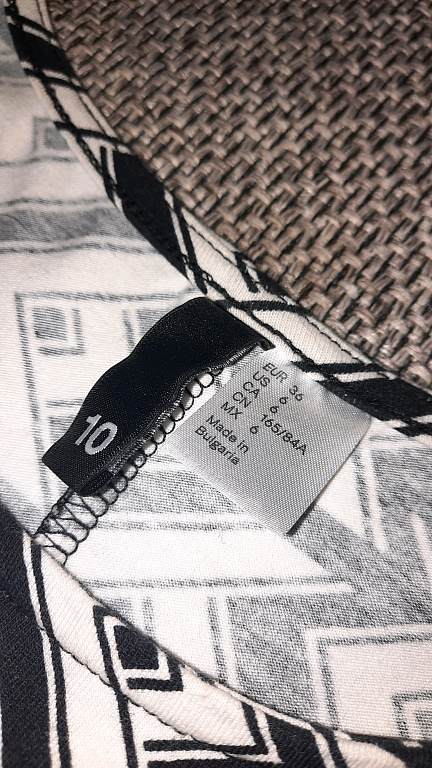 10
EUR 36
US 6
CA 6
CN 165/84A
MX 6
Made in
Bulgaria